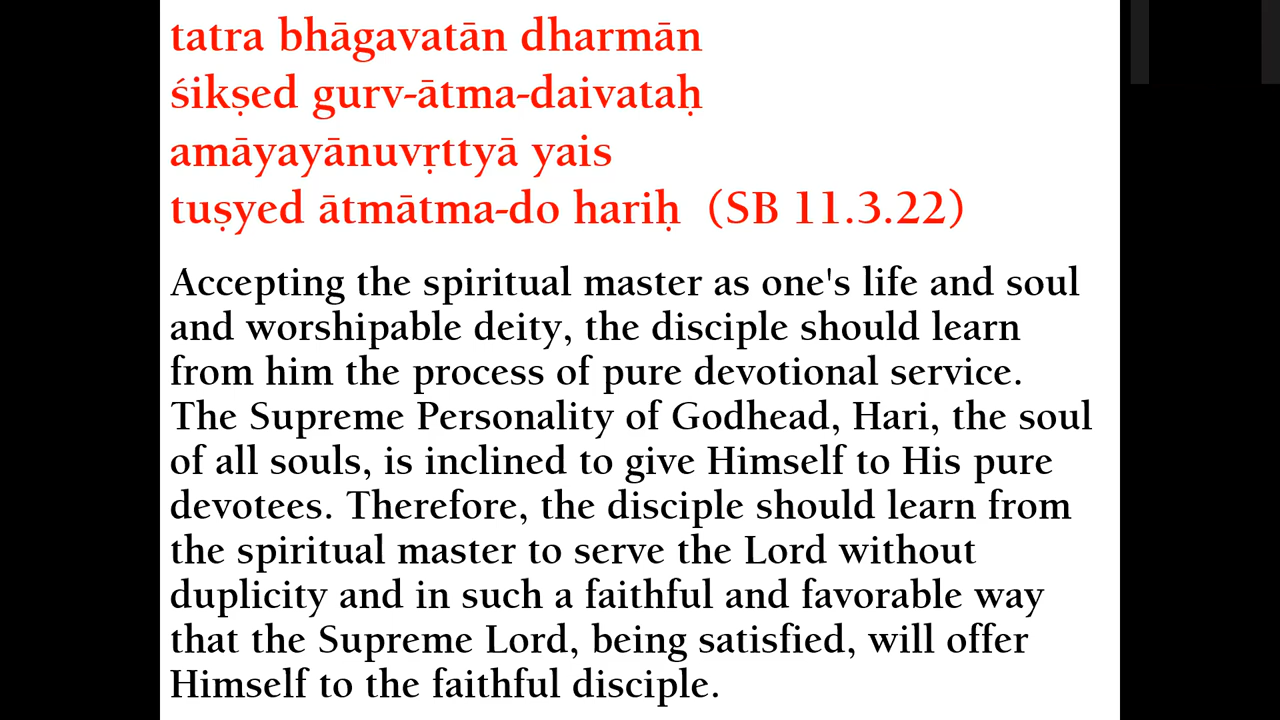 tatra bhāgavatān dharmān
śikṣed gurv-ātma-daivataḥ
amāyayānuvṛttyā yais
tuṣyed ātmātma-do hariḥ (SB 11.3.22)
Accepting the spiritual master as one's life and soul
and worshipable deity, the disciple should learn
from him the process of pure devotional service.
The Supreme Personality of Godhead, Hari, the soul
of all souls, is inclined to give Himself to His pure
devotees. Therefore, the disciple should learn from
the spiritual master to serve the Lord without
duplicity and in such a faithful and favorable way
that the Supreme Lord, being satisfied, will offer
Himself to the faithful disciple.